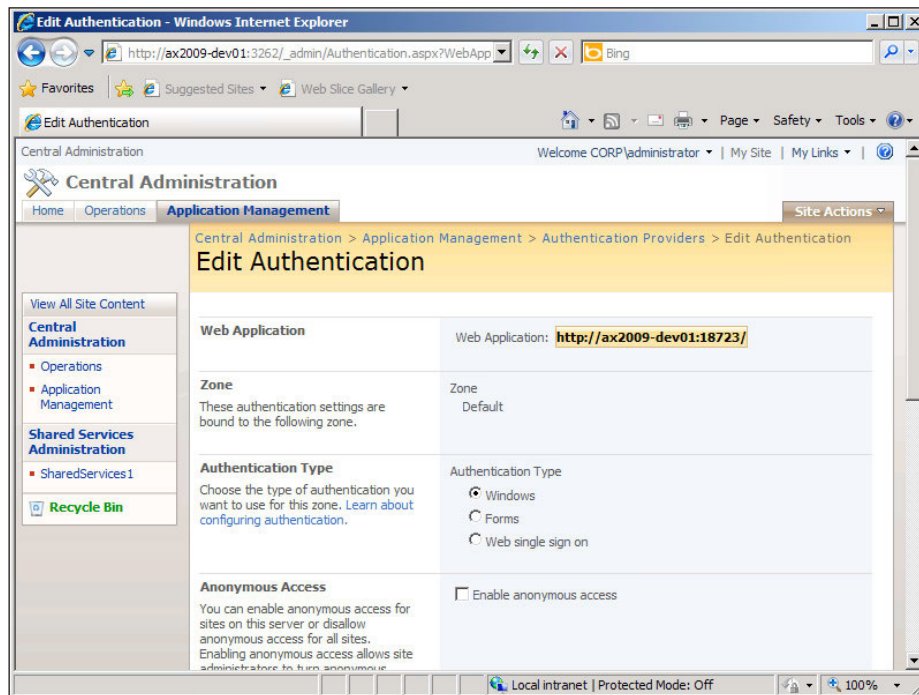 Edit Authentication - Windows Internet Explorer
http://ax2009-dev01:3262/_admin/Authentication.aspx?WebApp
Bing
Favorites Suggested Sites Web Slice Gallery
Edit Authentication
Page Safety Tools
Central Administration
Welcome CORP\administrator | My Site | My Links |
Central Administration
Home Operations Application Management
Site Actions
Central Administration > Application Management > Authentication Providers > Edit Authentication
Edit Authentication
View All Site Content
Central
Administration
Operations
Application
Management
Shared Services
Administration
SharedServices1
Recycle Bin
Web Application
Web Application: http://ax2009-dev01:18723/
Zone
These authentication settings are
bound to the following zone.
Zone
Default
Authentication Type
Choose the type of authentication you
want to use for this zone. Learn about
configuring authentication.
Authentication Type
Windows
Forms
Web single sign on
Anonymous Access
You can enable anonymous access for
sites on this server or disallow
anonymous access for all sites.
Enabling anonymous access allows site
administrators to turn anonymous
Enable anonymous access
Local intranet | Protected Mode: Off
100%